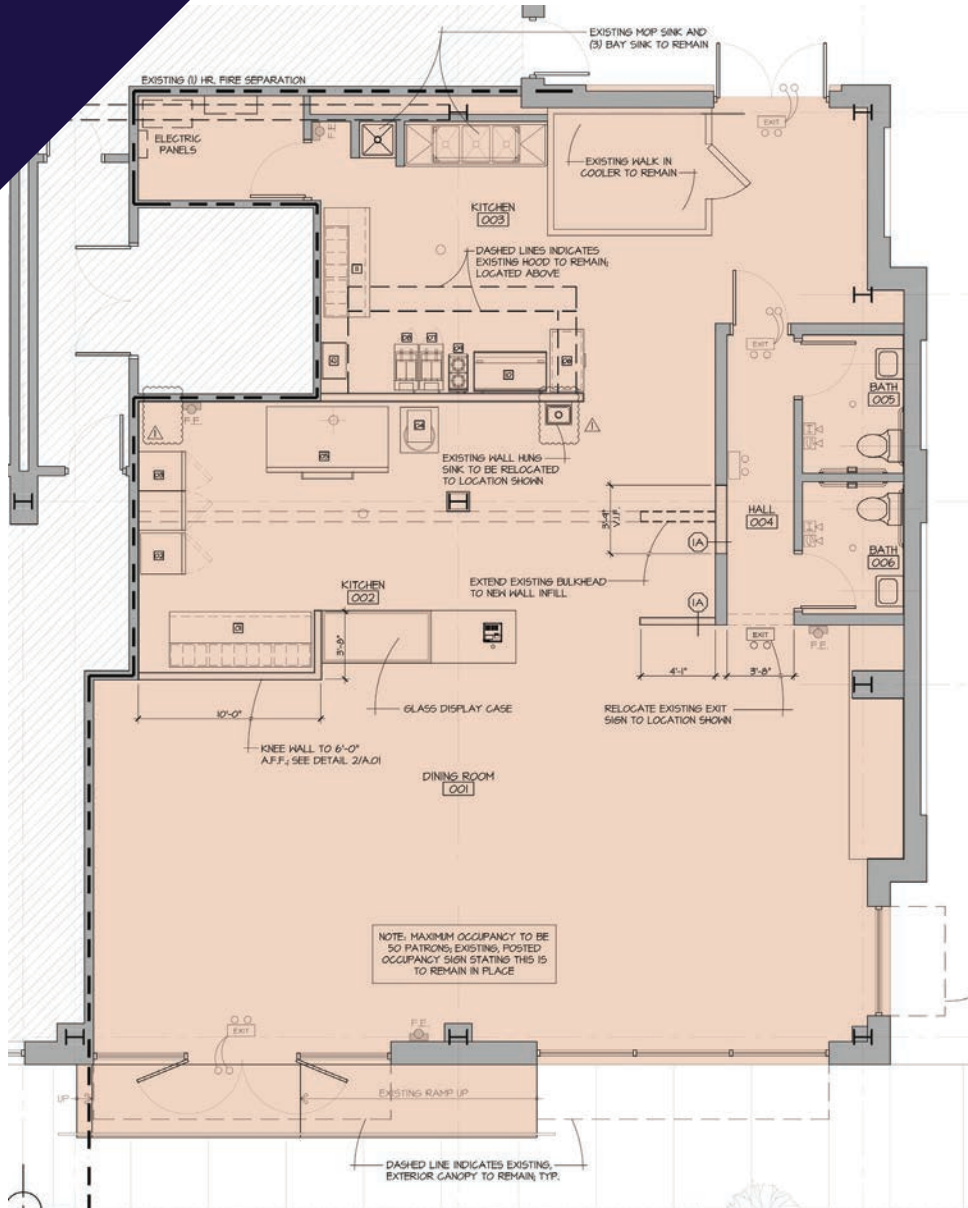 EXISTING MOP SINK AND
(3) BAY SINK TO REMAIN
EXISTING (1) HR. FIRE SEPARATION
EXIT
ELECTRIC
PANELS
F.E.
EXISTING WALK IN
COOLER TO REMAIN
KITCHEN
003
DASHED LINES INDICATES
EXISTING HOOD TO REMAIN;
LOCATED ABOVE
EXIT
BATH
005
F.E.
EXISTING WALL HUNG
SINK TO BE RELOCATED
TO LOCATION SHOWN
3'-4"
V.I.F.
HALL
004
1A
BATH
006
EXTEND EXISTING BULKHEAD
TO NEW WALL INFILL
KITCHEN
002
1A
3'-8"
EXIT
F.E.
4'-1"
3'-8"
10'-0"
GLASS DISPLAY CASE
RELOCATE EXISTING EXIT
SIGN TO LOCATION SHOWN
KNEE WALL TO 6'-0"
A.F.F.; SEE DETAIL 2/A.01
DINING ROOM
001
NOTE: MAXIMUM OCCUPANCY TO BE
50 PATRONS; EXISTING, POSTED
OCCUPANCY SIGN STATING THIS IS
TO REMAIN IN PLACE
EXIT
F.E.
UP
EXISTING RAMP UP
DASHED LINE INDICATES EXISTING,
EXTERIOR CANOPY TO REMAIN; TYP.